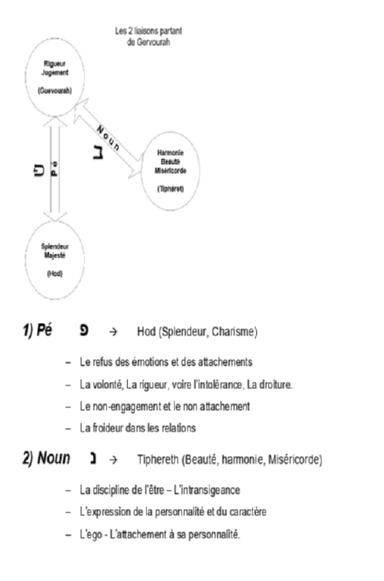 Les 2 liaisons partant
de Gervourah
Rigueur
Jugement
(Guevourah)
Noun
נ
פ
Pé
Harmonie
Beauté
Miséricorde
(Tiphéret)
Splendeur
Majesté
(Hod)
1) Pé פ → Hod (Splendeur, Charisme)
– Le refus des émotions et des attachements
– La volonté, La rigueur, voire l'intolérance, La droiture.
– Le non-engagement et le non attachement
– La froideur dans les relations
2) Noun נ → Tiphereth (Beauté, harmonie, Miséricorde)
– La discipline de l'être – L'intransigeance
– L'expression de la personnalité et du caractère
– L'ego - L'attachement à sa personnalité.